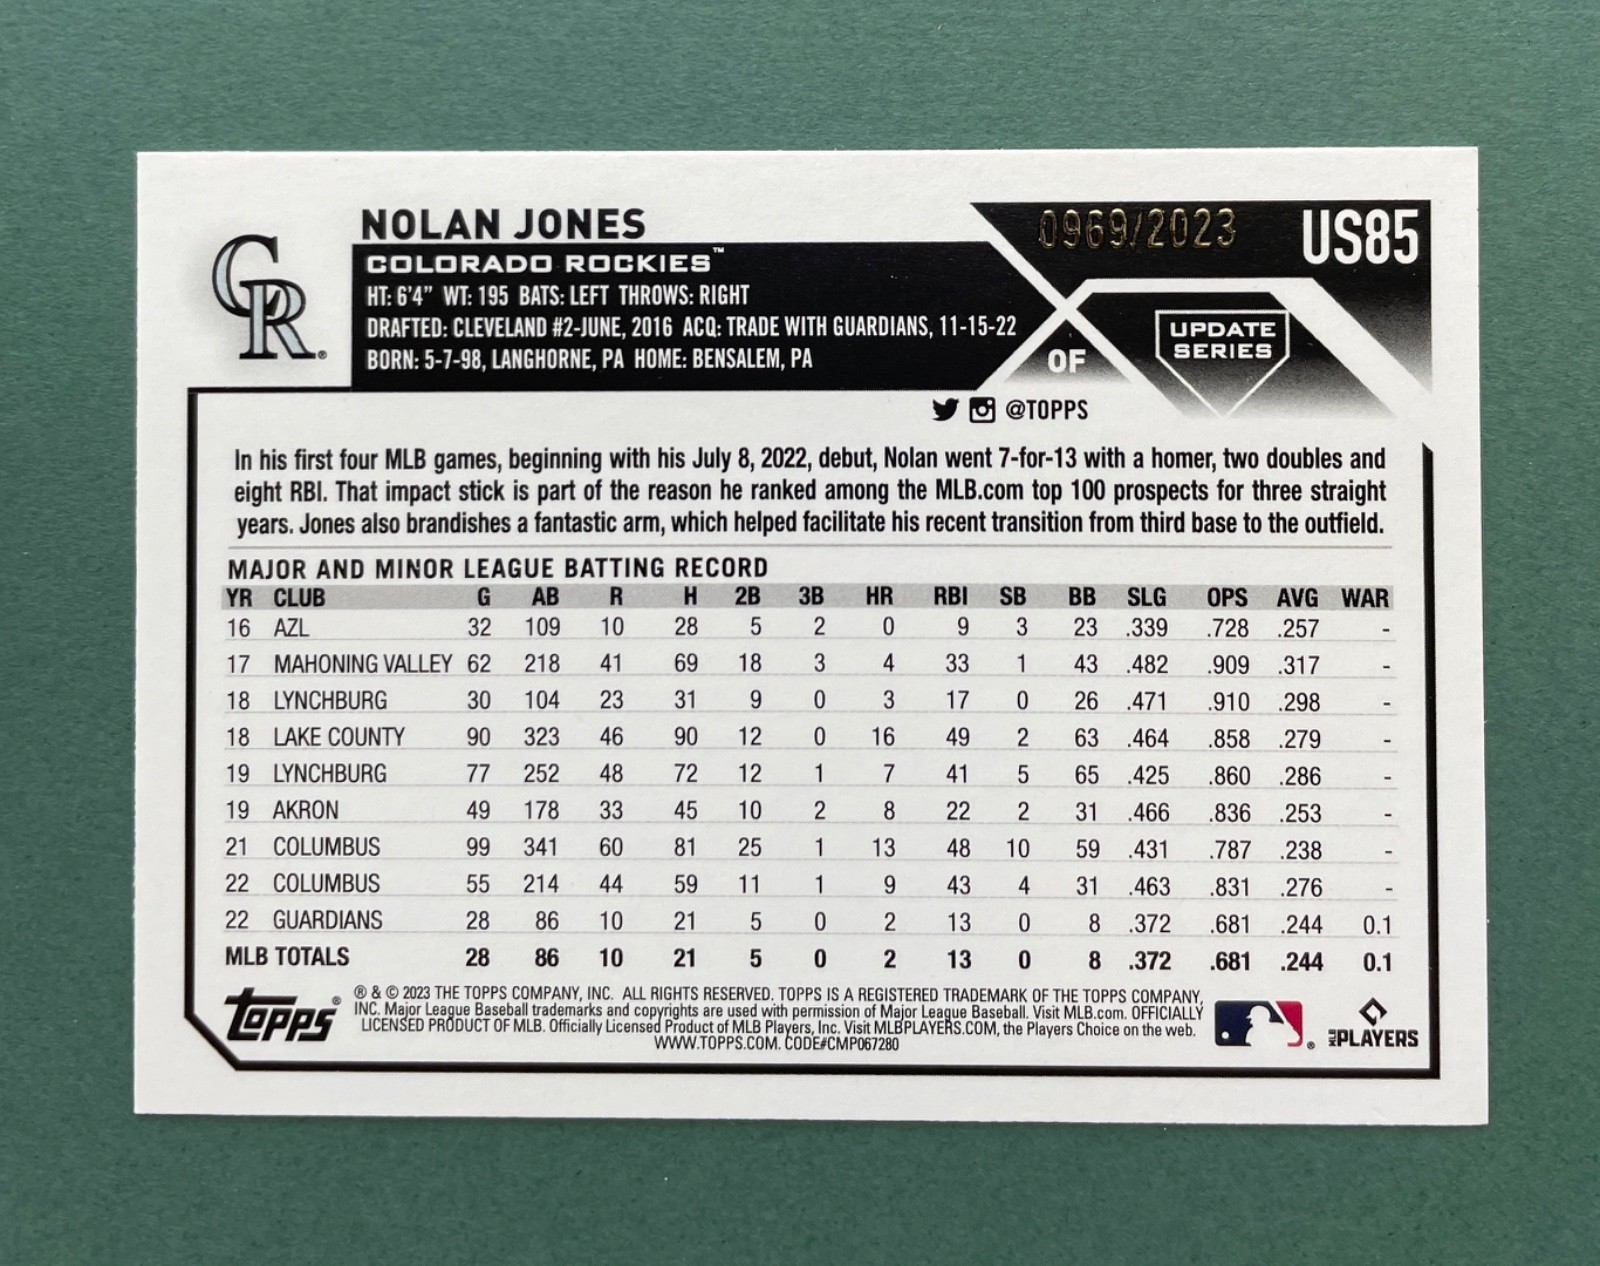 NOLAN JONES
0969/2023
US85
COLORADO ROCKIES™
HT: 6'4" WT: 195 BATS: LEFT THROWS: RIGHT
DRAFTED: CLEVELAND #2-JUNE, 2016 ACQ: TRADE WITH GUARDIANS, 11-15-22
BORN: 5-7-98, LANGHORNE, PA HOME: BENSALEM, PA
OF
UPDATE
SERIES
CR®
@TOPPS
In his first four MLB games, beginning with his July 8, 2022, debut, Nolan went 7-for-13 with a homer, two doubles and
eight RBI. That impact stick is part of the reason he ranked among the MLB.com top 100 prospects for three straight
years. Jones also brandishes a fantastic arm, which helped facilitate his recent transition from third base to the outfield.
MAJOR AND MINOR LEAGUE BATTING RECORD
YR CLUB G AB R H 2B 3B HR RBI SB BB SLG OPS AVG WAR
16 AZL 32 109 10 28 5 2 0 9 3 23 .339 .728 .257 -
17 MAHONING VALLEY 62 218 41 69 18 3 4 33 1 43 .482 .909 .317 -
18 LYNCHBURG 30 104 23 31 9 0 3 17 0 26 .471 .910 .298 -
18 LAKE COUNTY 90 323 46 90 12 0 16 49 2 63 .464 .858 .279 -
19 LYNCHBURG 77 252 48 72 12 1 7 41 5 65 .425 .860 .286 -
19 AKRON 49 178 33 45 10 2 8 22 2 31 .466 .836 .253 -
21 COLUMBUS 99 341 60 81 25 1 13 48 10 59 .431 .787 .238 -
22 COLUMBUS 55 214 44 59 11 1 9 43 4 31 .463 .831 .276 -
22 GUARDIANS 28 86 10 21 5 0 2 13 0 8 .372 .681 .244 0.1
MLB TOTALS 28 86 10 21 5 0 2 13 0 8 .372 .681 .244 0.1
topps®
® & © 2023 THE TOPPS COMPANY, INC. ALL RIGHTS RESERVED. TOPPS IS A REGISTERED TRADEMARK OF THE TOPPS COMPANY,
INC. Major League Baseball trademarks and copyrights are used with permission of Major League Baseball. Visit MLB.com. OFFICIALLY
LICENSED PRODUCT OF MLB. Officially Licensed Product of MLB Players, Inc. Visit MLBPLAYERS.COM, the Players Choice on the web.
WWW.TOPPS.COM. CODE#CMP067280
®
MLB PLAYERS